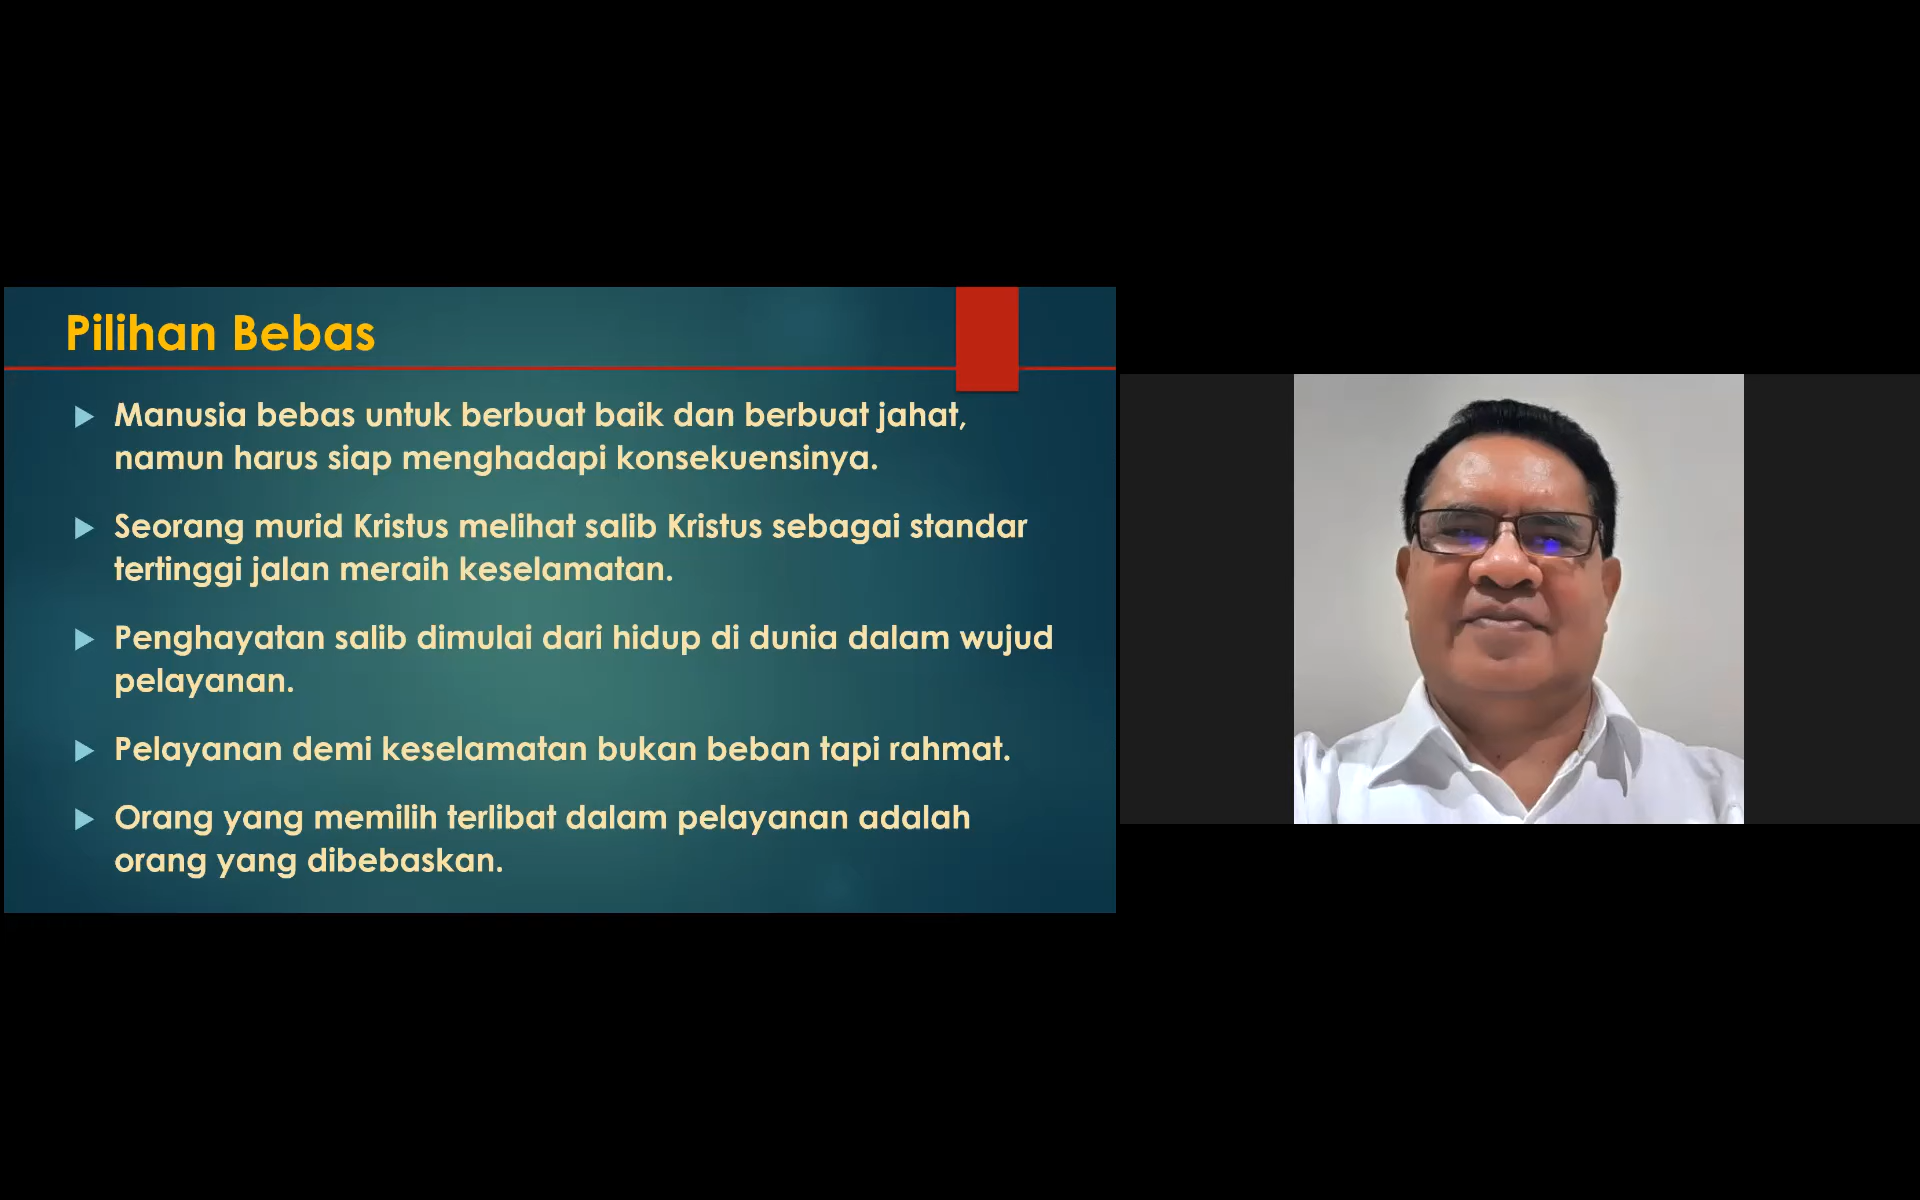 Pilihan Bebas
Manusia bebas untuk berbuat baik dan berbuat jahat,
namun harus siap menghadapi konsekuensinya.
Seorang murid Kristus melihat salib Kristus sebagai standar
tertinggi jalan meraih keselamatan.
Penghayatan salib dimulai dari hidup di dunia dalam wujud
pelayanan.
Pelayanan demi keselamatan bukan beban tapi rahmat.
Orang yang memilih terlibat dalam pelayanan adalah
orang yang dibebaskan.